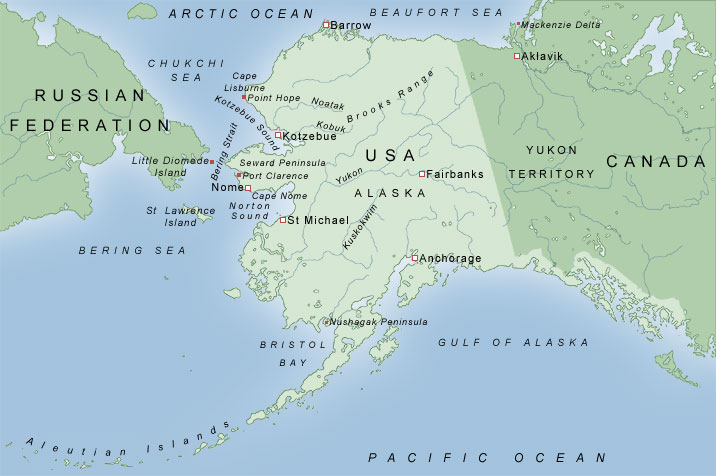 ARCTIC OCEAN
BEAUFORT SEA
Barrow
Mackenzie Delta
Aklavik
CHUKCHI
SEA
Cape
Lisburne
Point Hope
RUSSIAN
FEDERATION
Kotzebue Sound
Noatak
Brooks Range
Kobuk
Kotzebue
Bering Strait
USA
YUKON
TERRITORY
CANADA
Little Diomede
Island
Seward Peninsula
Port Clarence
Yukon
Fairbanks
Nome
Cape Nome
ALASKA
St Lawrence
Island
Norton
Sound
St Michael
Kuskokwim
BERING SEA
Anchorage
Nushagak Peninsula
BRISTOL
BAY
GULF OF ALASKA
Aleutian Islands
PACIFIC OCEAN